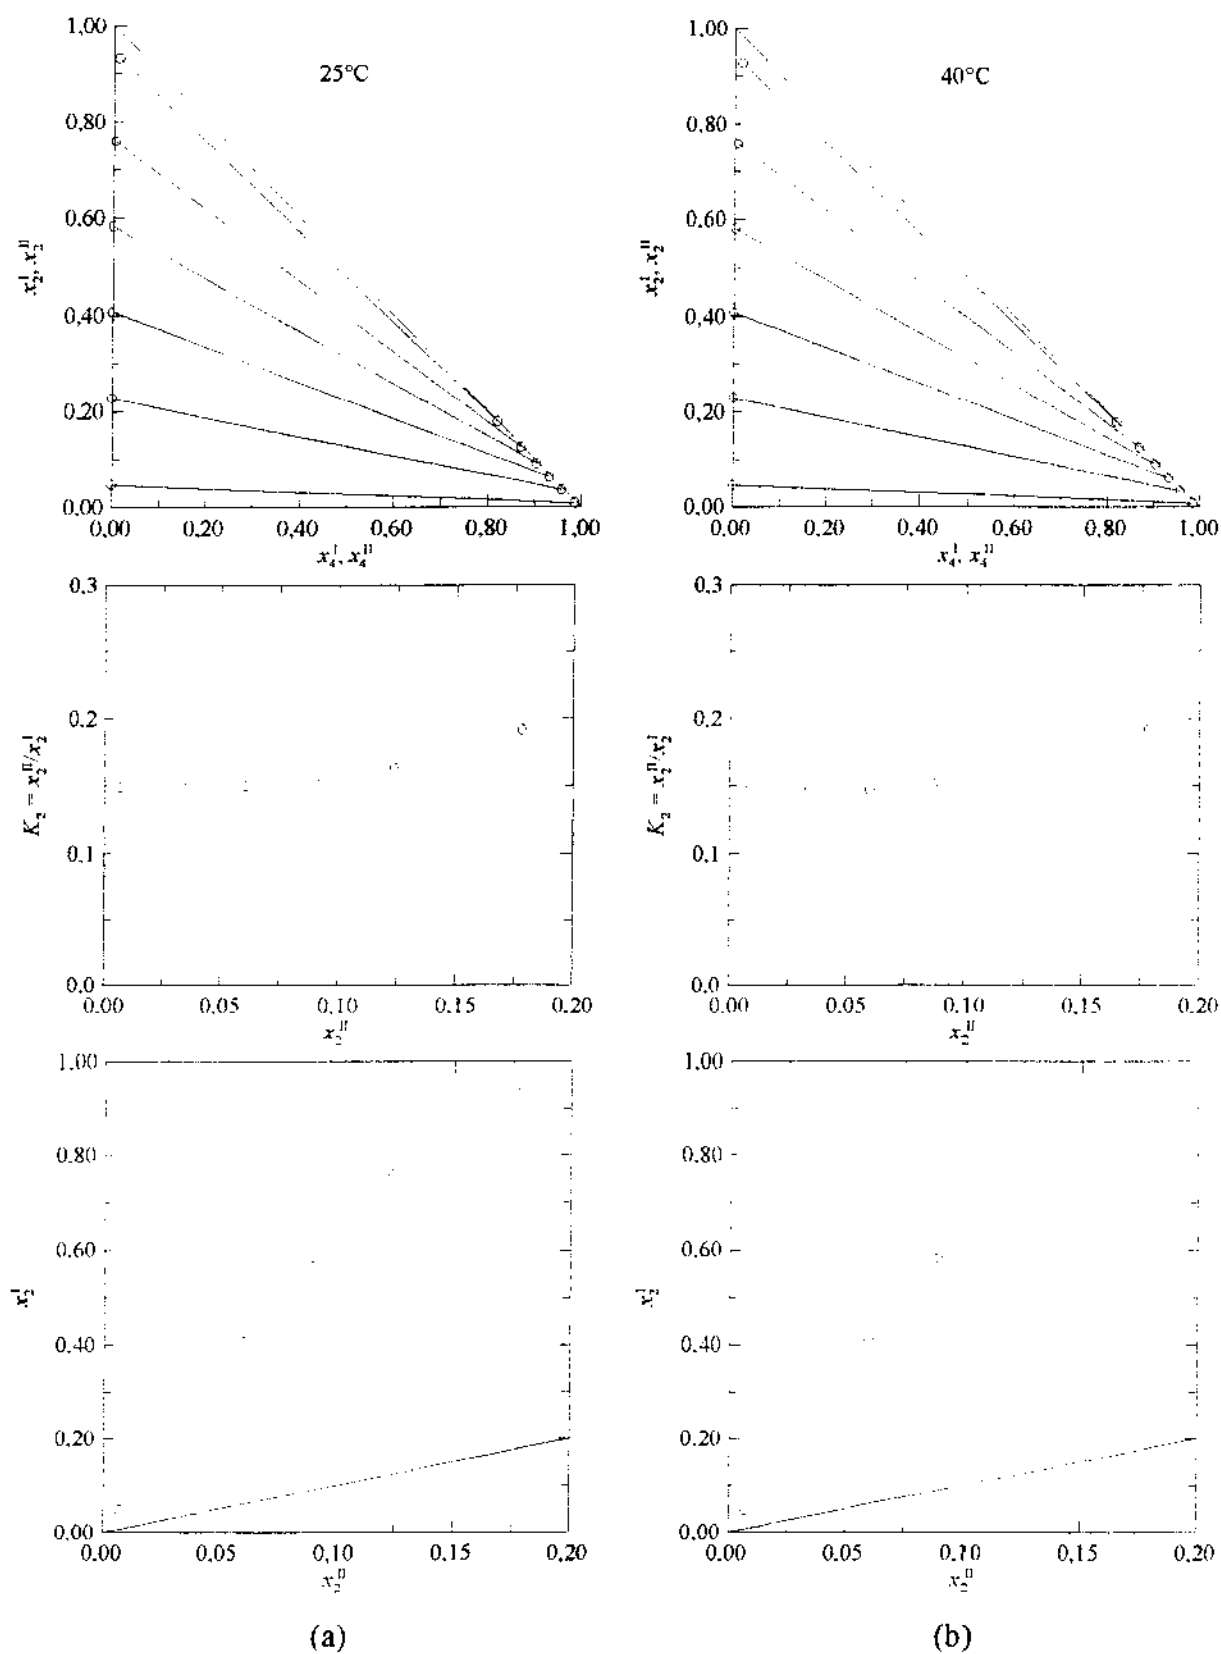 1.00
25°C
0.80
0.60
x₂ᴵ, x₂ᴵᴵ
0.40
0.20
0.00
0.00 0.20 0.40 0.60 0.80 1.00
x₄ᴵ, x₄ᴵᴵ
1.00
40°C
0.80
0.60
x₂ᴵ, x₂ᴵᴵ
0.40
0.20
0.00
0.00 0.20 0.40 0.60 0.80 1.00
x₄ᴵ, x₄ᴵᴵ
0.3
0.2
K₂ = x₂ᴵᴵ/x₂ᴵ
0.1
0.0
0.00 0.05 0.10 0.15 0.20
x₂ᴵᴵ
0.3
0.2
K₂ = x₂ᴵᴵ/x₂ᴵ
0.1
0.0
0.00 0.05 0.10 0.15 0.20
x₂ᴵᴵ
1.00
0.80
0.60
x₂ᴵ
0.40
0.20
0.00
0.00 0.05 0.10 0.15 0.20
x₂ᴵᴵ
(a)
1.00
0.80
0.60
x₂ᴵ
0.40
0.20
0.00
0.00 0.05 0.10 0.15 0.20
x₂ᴵᴵ
(b)